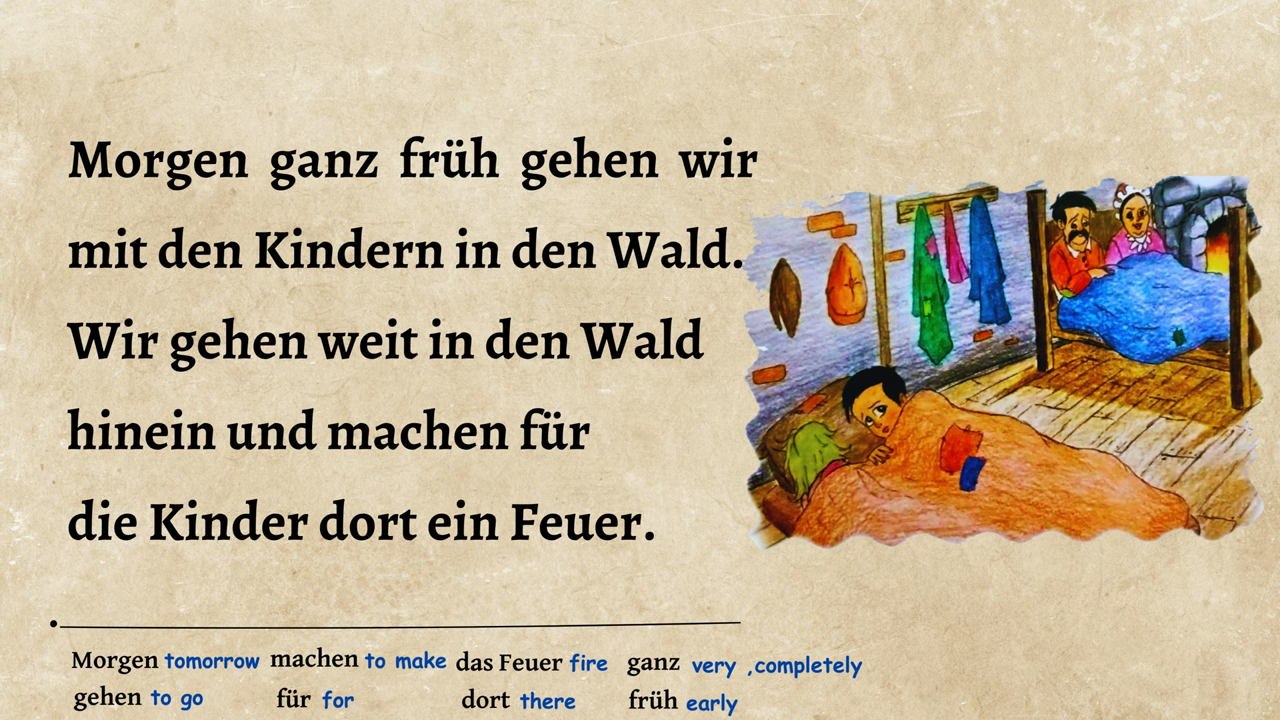 Morgen ganz früh gehen wir
mit den Kindern in den Wald.
Wir gehen weit in den Wald
hinein und machen für
die Kinder dort ein Feuer.
Morgen tomorrow machen to make das Feuer fire ganz very ,completely
gehen to go für for dort there früh early